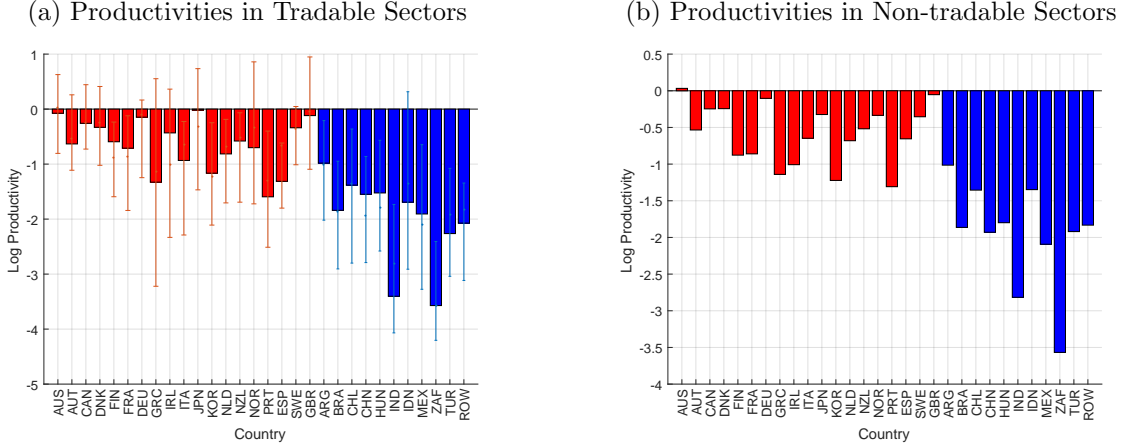 (a) Productivities in Tradable Sectors
1
0
-1
-2
-3
-4
-5
Log Productivity
AUS
AUT
CAN
DNK
FIN
FRA
DEU
GRC
IRL
ITA
JPN
KOR
NLD
NZL
NOR
PRT
ESP
SWE
GBR
ARG
BRA
CHL
CHN
HUN
IND
IDN
MEX
ZAF
TUR
ROW
Country
(b) Productivities in Non-tradable Sectors
0.5
0
-0.5
-1
-1.5
-2
-2.5
-3
-3.5
-4
Log Productivity
AUS
AUT
CAN
DNK
FIN
FRA
DEU
GRC
IRL
ITA
JPN
KOR
NLD
NZL
NOR
PRT
ESP
SWE
GBR
ARG
BRA
CHL
CHN
HUN
IND
IDN
MEX
ZAF
TUR
ROW
Country